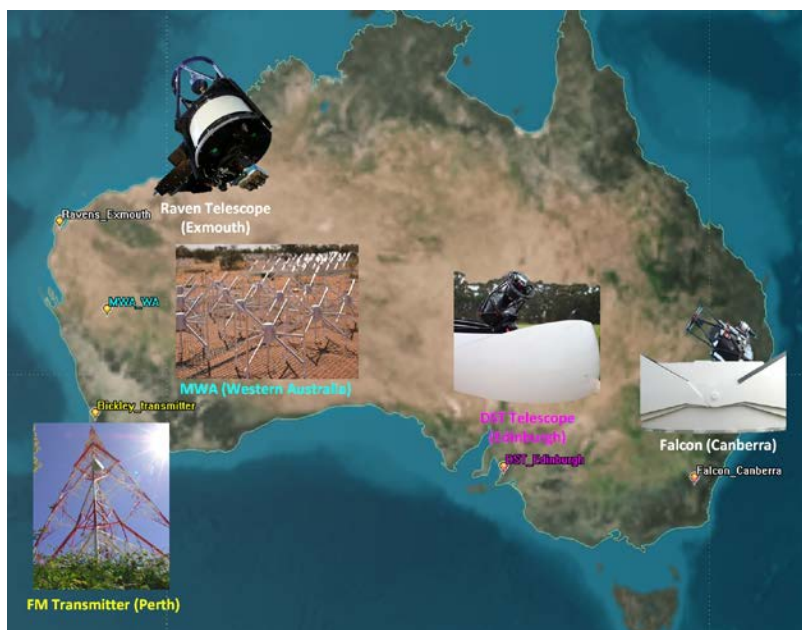 Raven Telescope
(Exmouth)
Ravens_Exmouth
MWA_WA
MWA (Western Australia)
Bickley_transmitter
DST Telescope
(Edinburgh)
Falcon (Canberra)
DST_Edinburgh
Falcon_Canberra
FM Transmitter (Perth)